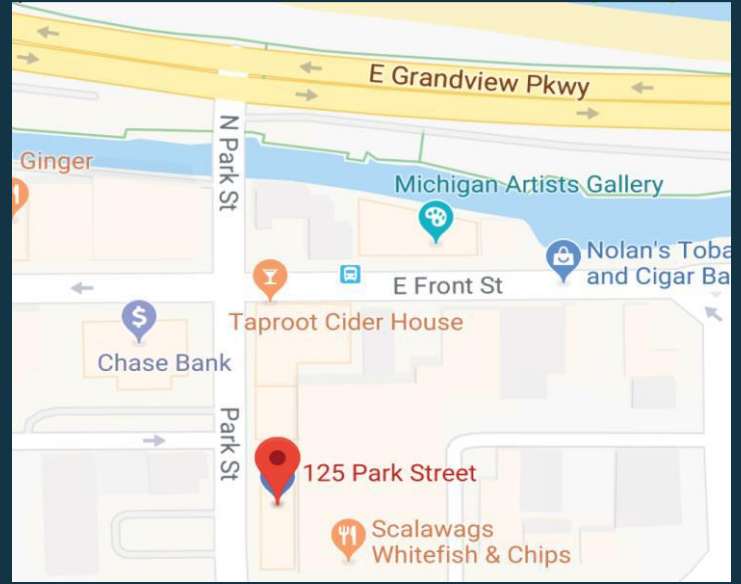 E Grandview Pkwy
N Park St
Ginger
Michigan Artists Gallery
Nolan's Toba
and Cigar Ba
E Front St
Taproot Cider House
$
Chase Bank
Park St
125 Park Street
Scalawags
Whitefish & Chips